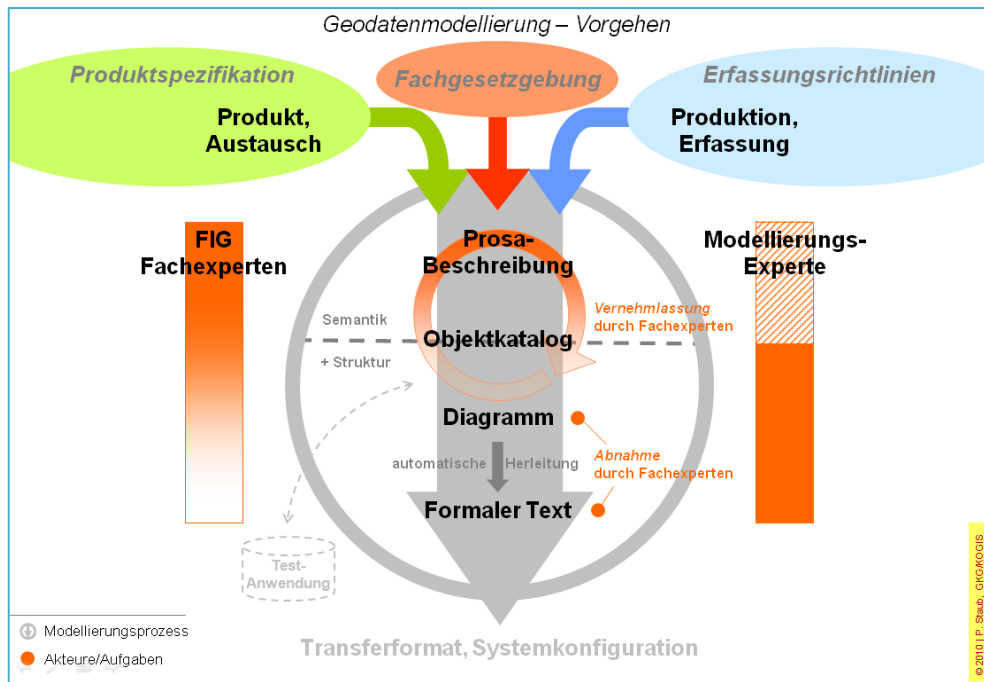 Geodatenmodellierung – Vorgehen
Produktspezifikation
Fachgesetzgebung
Erfassungsrichtlinien
Produkt,
Austausch
Produktion,
Erfassung
FIG
Fachexperten
Prosa-
Beschreibung
Modellierungs-
Experte
Semantik
Objektkatalog
Vernehmlassung
durch Fachexperten
+ Struktur
Diagramm
automatische Herleitung
Abnahme
durch Fachexperten
Formaler Text
Test-
Anwendung
Transferformat, Systemkonfiguration
Modellierungsprozess
Akteure/Aufgaben
© 2010 | P. Staub, GKG/KOGIS